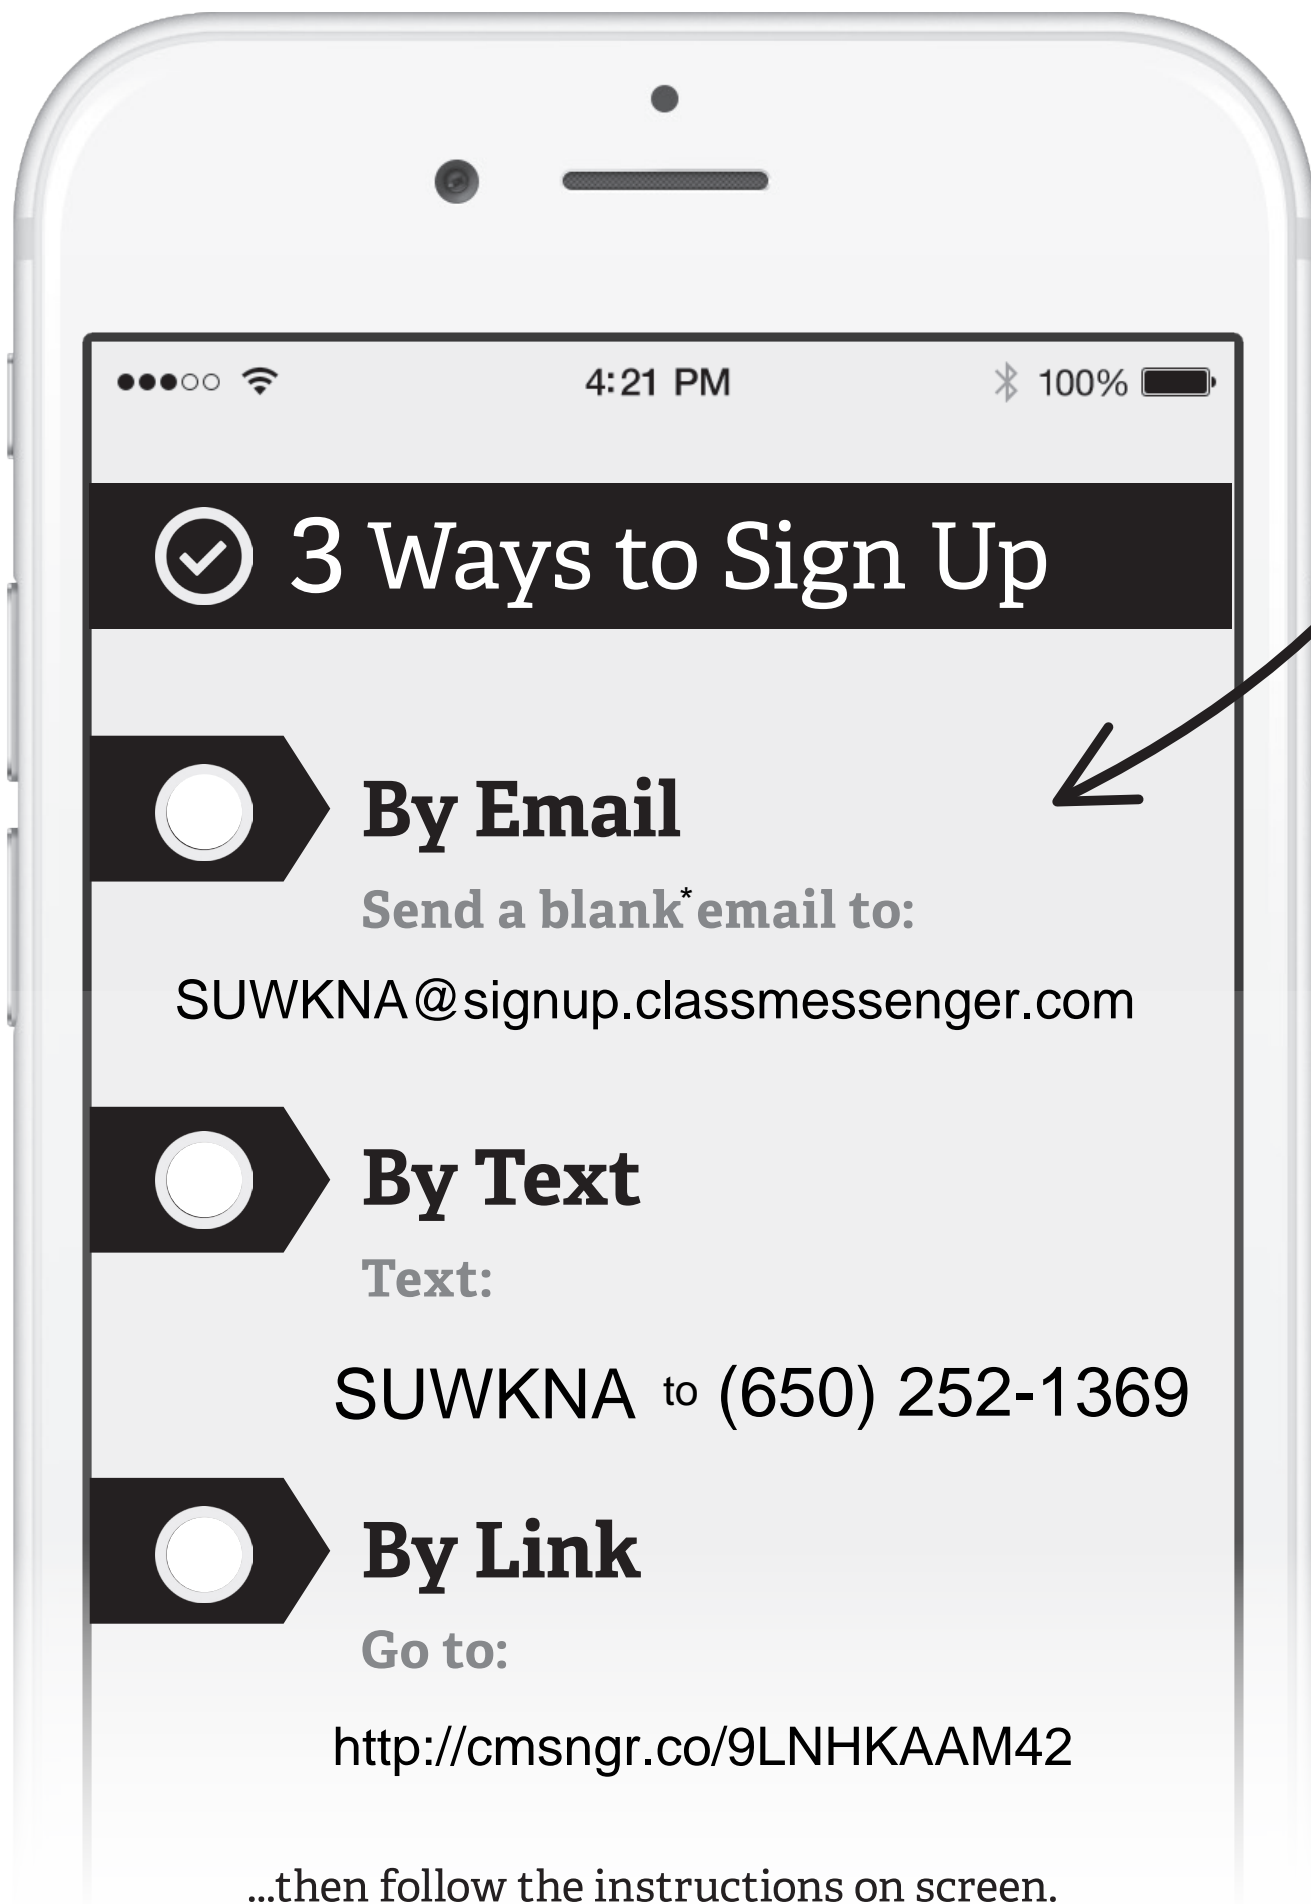 4:21 PM 100%
3 Ways to Sign Up
By Email
Send a blank* email to:
SUWKNA@signup.classmessenger.com
By Text
Text:
SUWKNA to (650) 252-1369
By Link
Go to:
http://cmsngr.co/9LNHKAAM42
...then follow the instructions on screen.